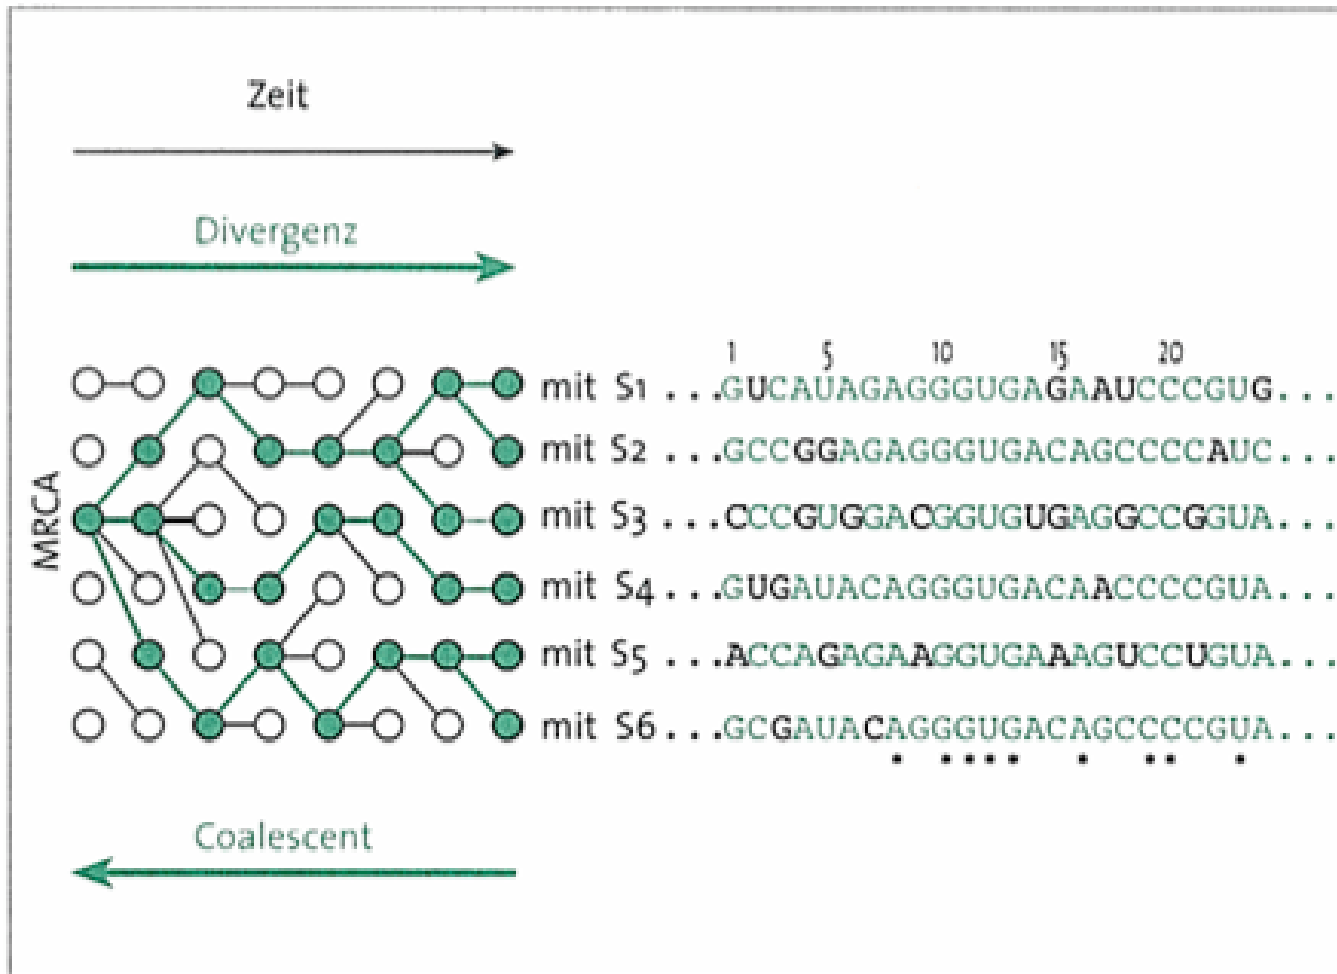 Zeit
Divergenz
1 5 10 15 20
mit S1 ...GUCAUAGAGGGUGAGAAUCCCGUG...
mit S2 ...GCCGGAGAGGGUGACAGCCCCAUC...
MRCA
mit S3 ...CCCGUGGACGGUGUGAGGCCGGUA...
mit S4 ...GUGAUACAGGGUGACAACCCCGUA...
mit S5 ...ACCAGAGAAGGUGAAAGUCCUGUA...
mit S6 ...GCGAUACAGGGUGACAGCCCCGUA...
Coalescent